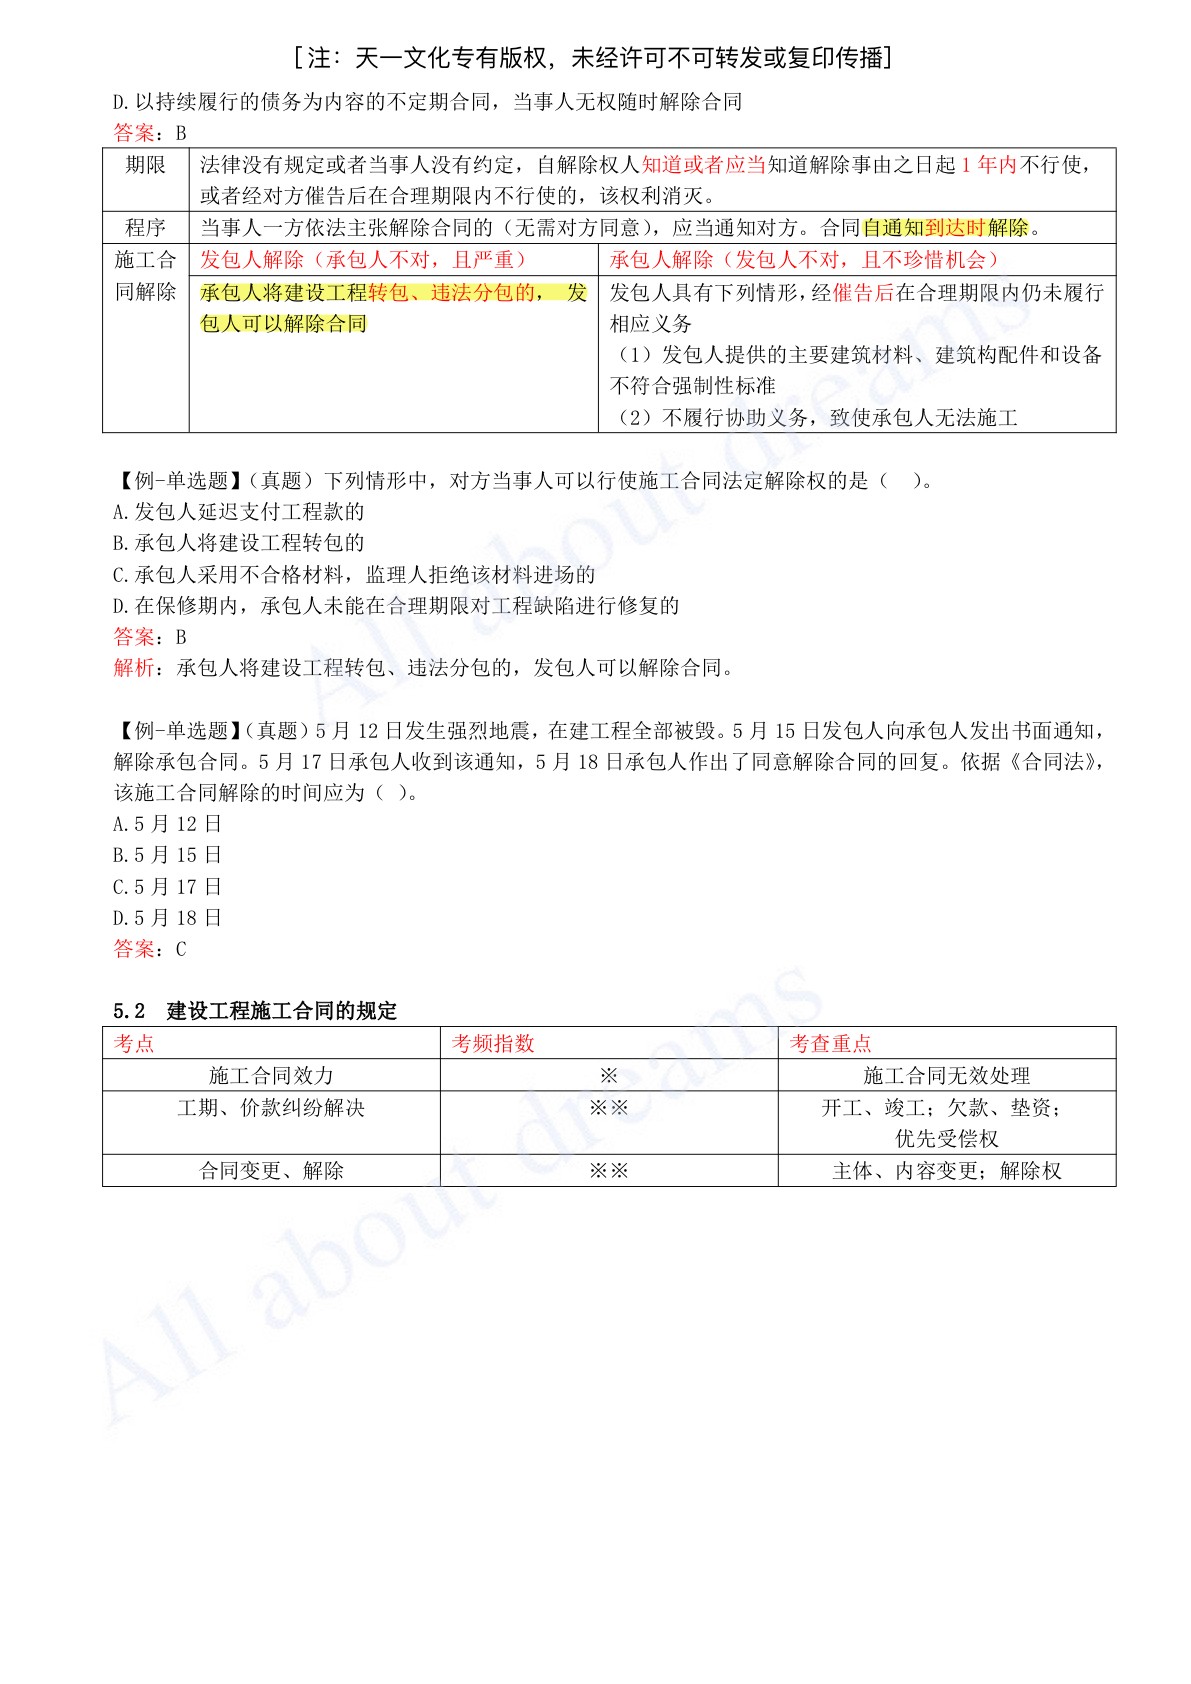 [注：天一文化专有版权，未经许可不可转发或复印传播]
D.以持续履行的债务为内容的不定期合同，当事人无权随时解除合同
答案：B
期限
法律没有规定或者当事人没有约定，自解除权人知道或者应当知道解除事由之日起 1 年内不行使，
或者经对方催告后在合理期限内不行使的，该权利消灭。
程序
当事人一方依法主张解除合同的（无需对方同意），应当通知对方。合同自通知到达时解除。
施工合
同解除
发包人解除（承包人不对，且严重）
承包人解除（发包人不对，且不珍惜机会）
承包人将建设工程转包、违法分包的， 发
包人可以解除合同
发包人具有下列情形，经催告后在合理期限内仍未履行
相应义务
（1）发包人提供的主要建筑材料、建筑构配件和设备
不符合强制性标准
（2）不履行协助义务，致使承包人无法施工
【例-单选题】（真题）下列情形中，对方当事人可以行使施工合同法定解除权的是（ ）。
A.发包人延迟支付工程款的
B.承包人将建设工程转包的
C.承包人采用不合格材料，监理人拒绝该材料进场的
D.在保修期内，承包人未能在合理期限对工程缺陷进行修复的
答案：B
解析：承包人将建设工程转包、违法分包的，发包人可以解除合同。
【例-单选题】（真题）5 月 12 日发生强烈地震，在建工程全部被毁。5 月 15 日发包人向承包人发出书面通知，
解除承包合同。5 月 17 日承包人收到该通知，5 月 18 日承包人作出了同意解除合同的回复。依据《合同法》，
该施工合同解除的时间应为（ ）。
A.5 月 12 日
B.5 月 15 日
C.5 月 17 日
D.5 月 18 日
答案：C
5.2 建设工程施工合同的规定
考点 考频指数 考查重点
施工合同效力 ※ 施工合同无效处理
工期、价款纠纷解决 ※※ 开工、竣工；欠款、垫资；
优先受偿权
合同变更、解除 ※※ 主体、内容变更；解除权
All about dreams
All about dreams